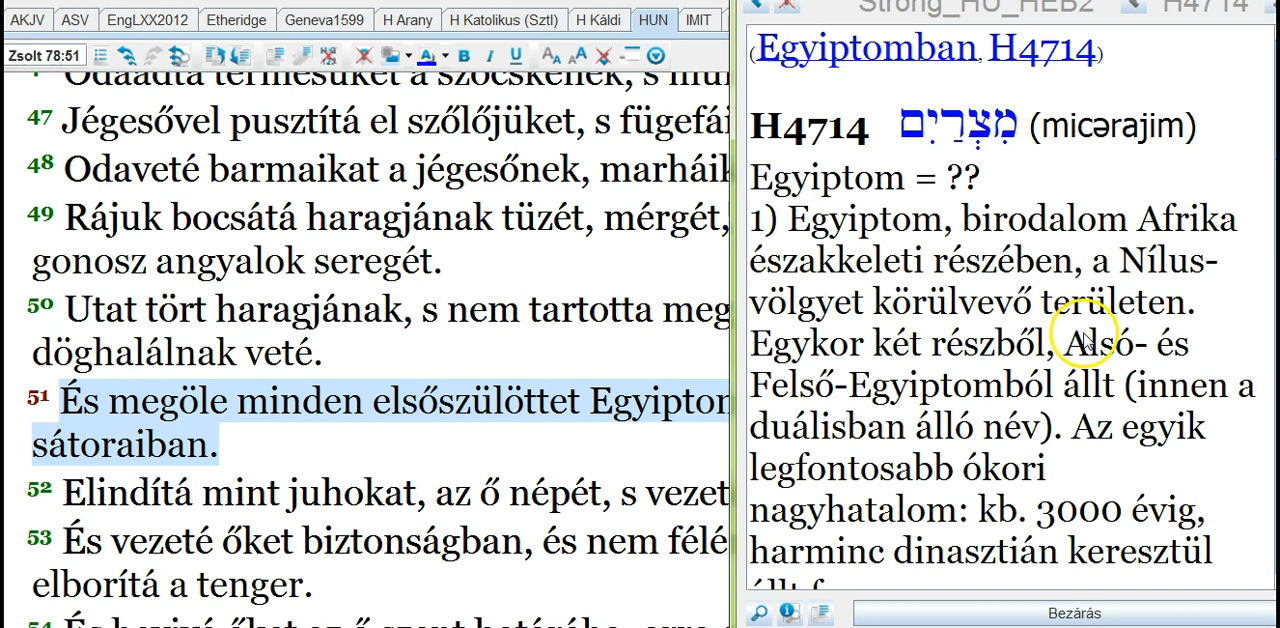 AKJV ASV EngLXX2012 Etheridge Geneva1599 H Arany H Katolikus (Sztl) H Káldi HUN IMIT
Zsolt 78:51
Odaadta termésüket a szöcskének, s
47 Jégesővel pusztítá el szőlőjüket, s fügefái
48 Odaveté barmaikat a jégesőnek, marháik
49 Rájuk bocsátá haragjának tüzét, mérgét,
gonosz angyalok seregét.
50 Utat tört haragjának, s nem tartotta meg
döghalálnak veté.
51 És megöle minden elsőszülöttet
sátoraiban.
52 Elindítá mint juhokat, az ő népét, s vezet
53 És vezeté őket biztonságban, és nem félé
elborítá a tenger.
Strong_HU_HEB2 H4714
(Egyiptomban, H4714)
H4714 מִצְרַיִם (micərajim)
Egyiptom = ??
1) Egyiptom, birodalom Afrika
északkeleti részében, a Nílus-
völgyet körülvevő területen.
Egykor két részből, Alsó- és
Felső-Egyiptomból állt (innen a
duálisban álló név). Az egyik
legfontosabb ókori
nagyhatalom: kb. 3000 évig,
harminc dinasztián keresztül
Bezárás